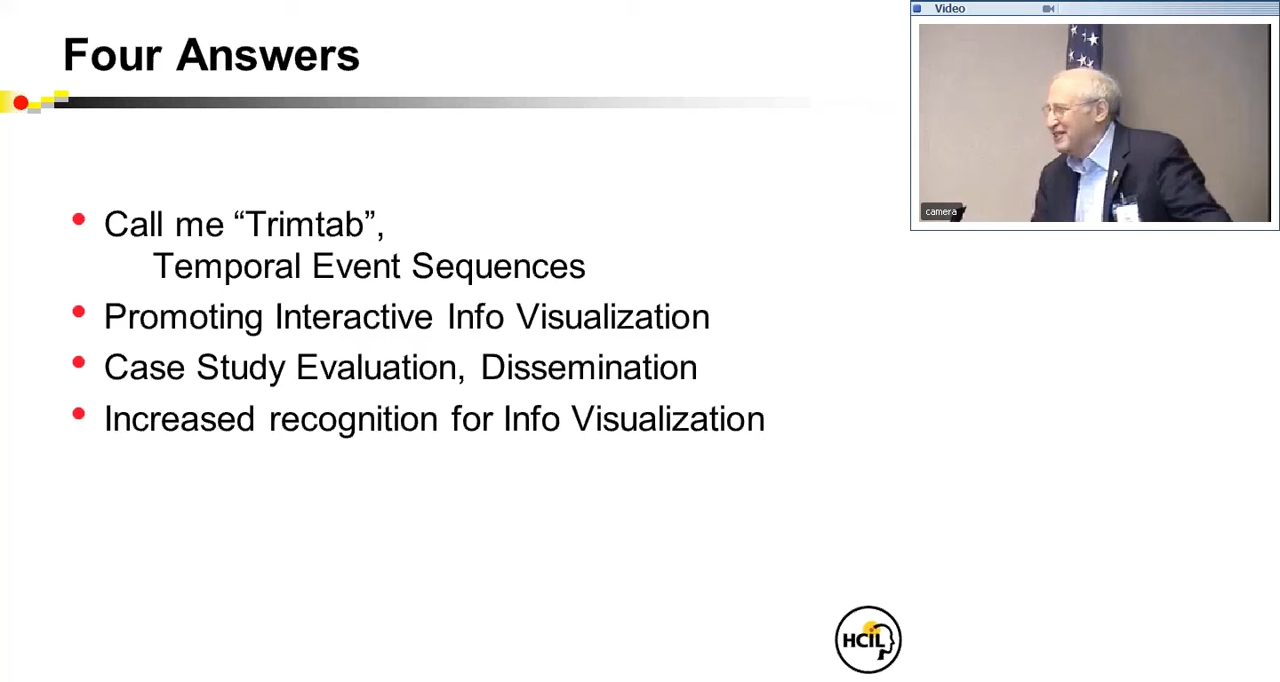 Four Answers
Video
camera
• Call me “Trimtab”,
Temporal Event Sequences
• Promoting Interactive Info Visualization
• Case Study Evaluation, Dissemination
• Increased recognition for Info Visualization
HCIL